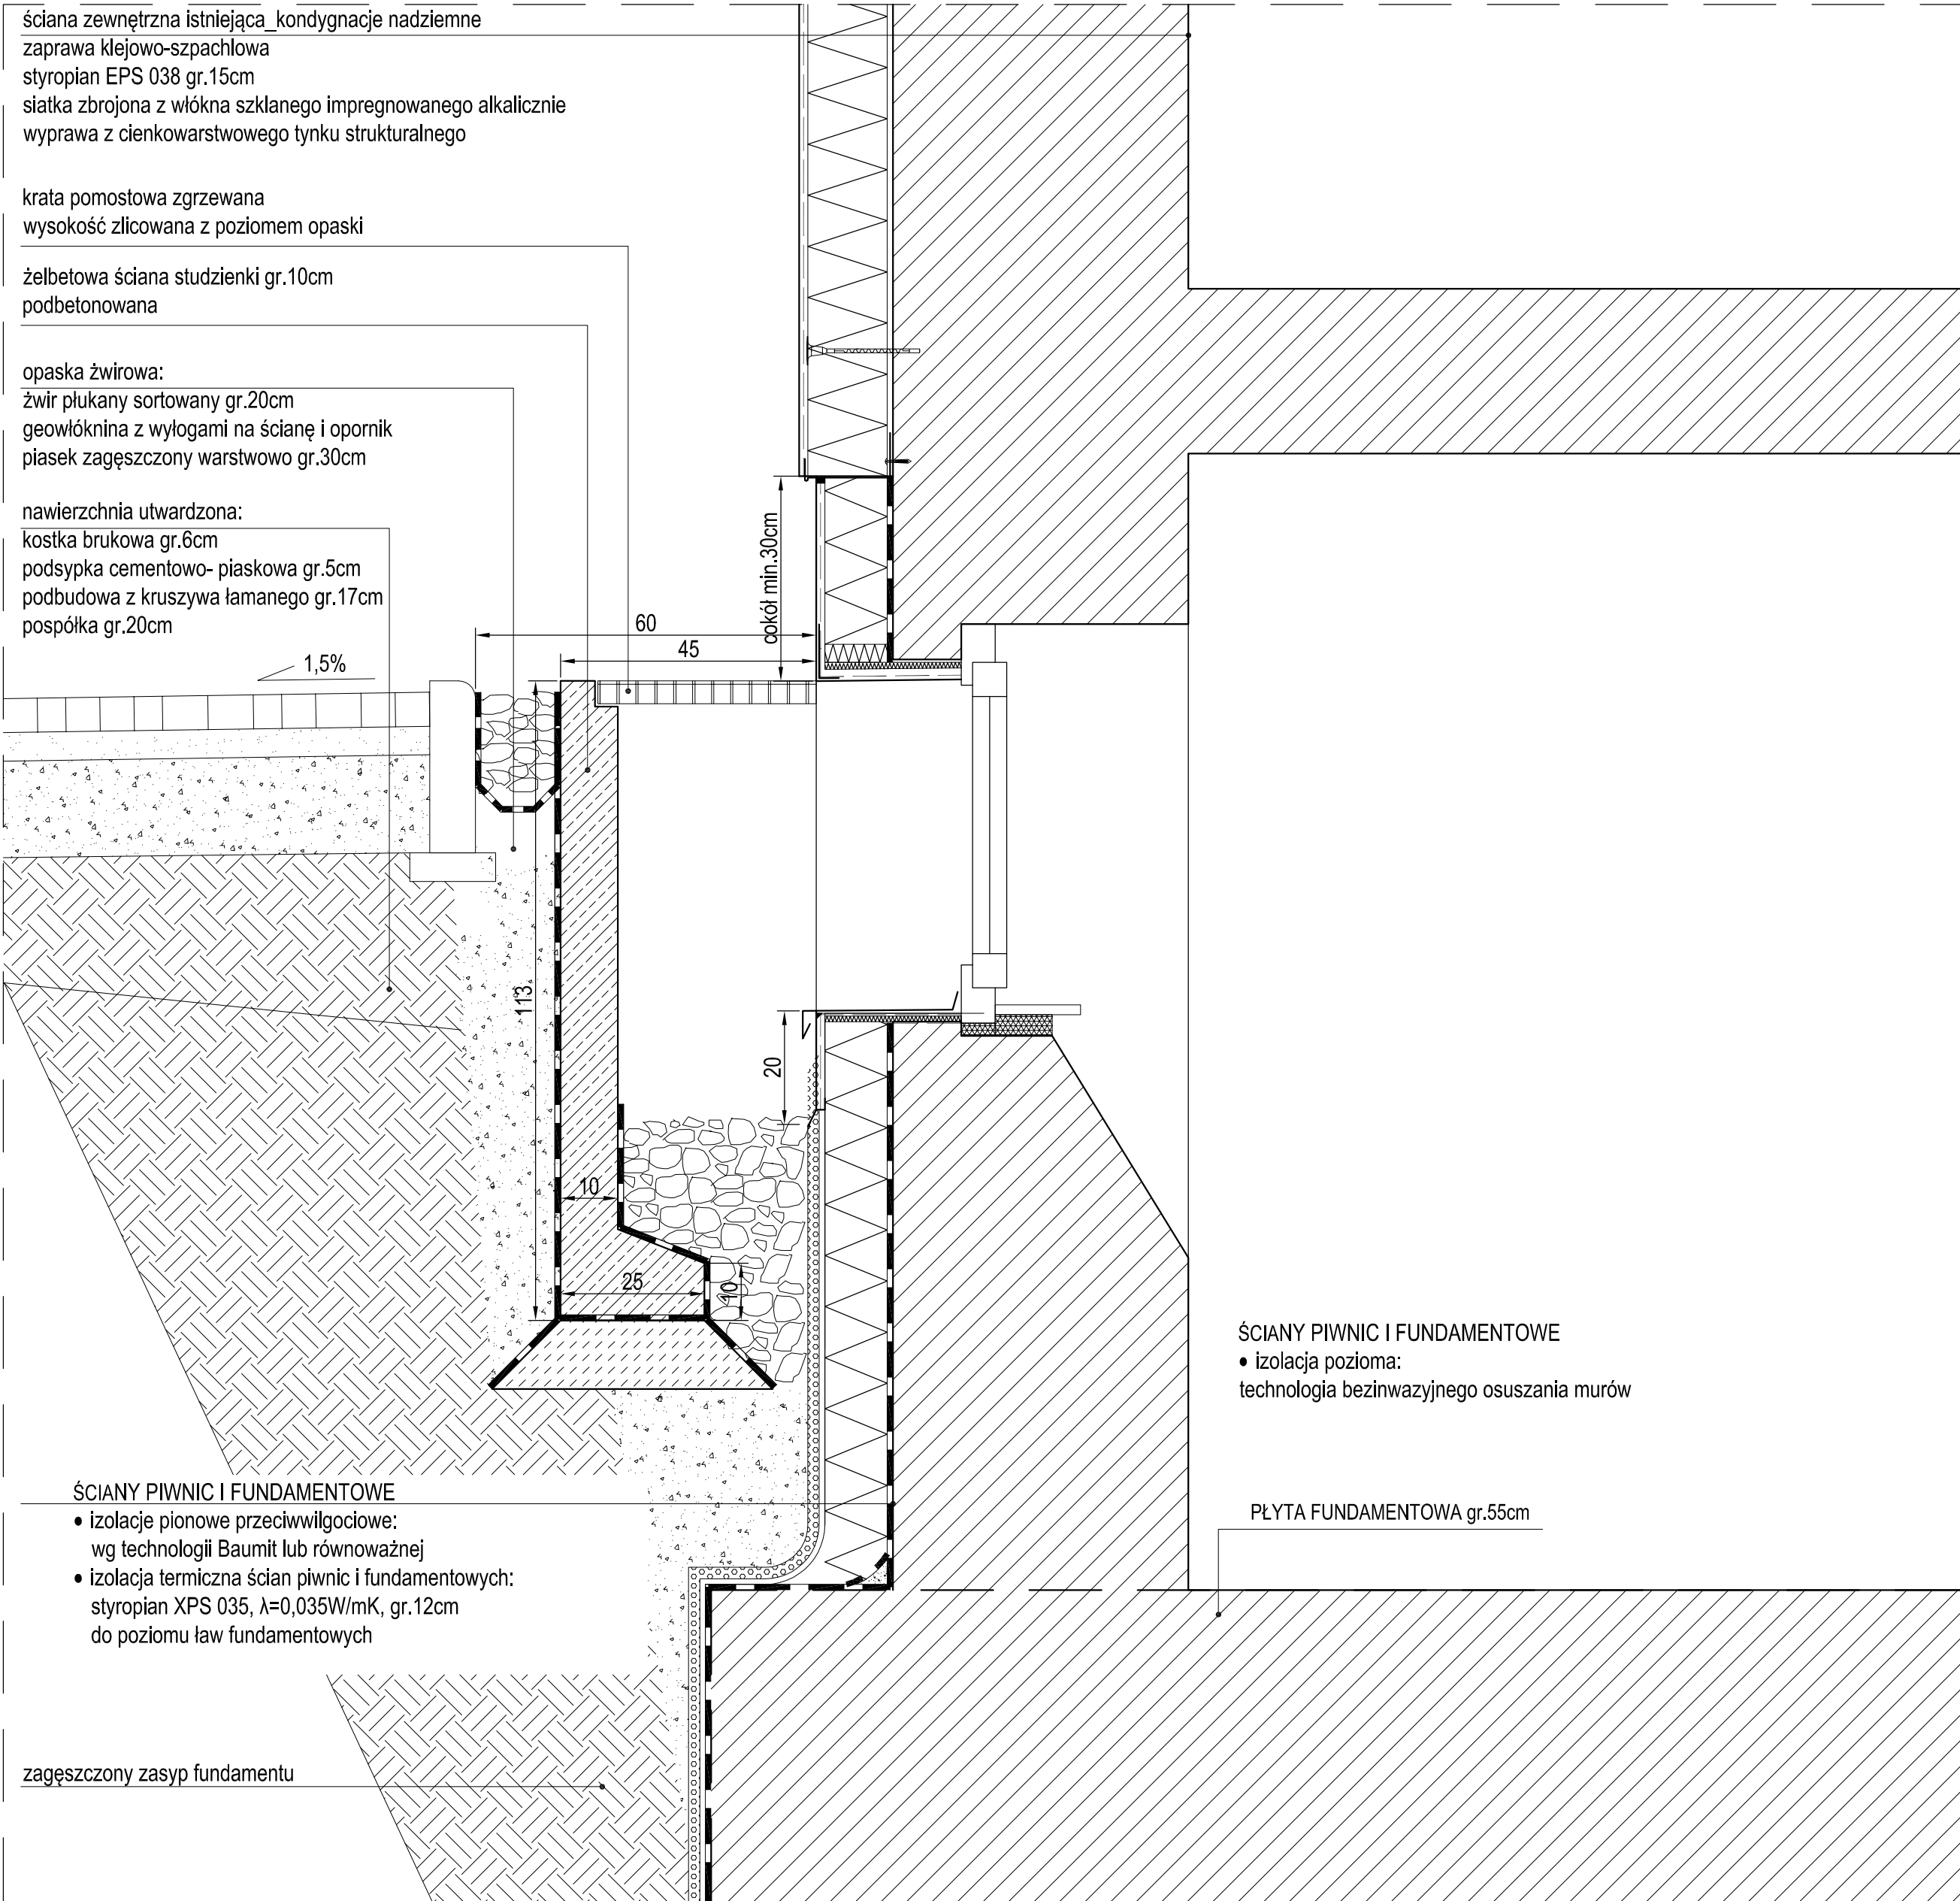 ściana zewnętrzna istniejąca_kondygnacje nadziemne
zaprawa klejowo-szpachlowa
styropian EPS 038 gr.15cm
siatka zbrojona z włókna szklanego impregnowanego alkalicznie
wyprawa z cienkowarstwowego tynku strukturalnego
krata pomostowa zgrzewana
wysokość zlicowana z poziomem opaski
żelbetowa ściana studzienki gr.10cm
podbetonowana
opaska żwirowa:
żwir płukany sortowany gr.20cm
geowłóknina z wyłogami na ścianę i opornik
piasek zagęszczony warstwowo gr.30cm
nawierzchnia utwardzona:
kostka brukowa gr.6cm
podsypka cementowo- piaskowa gr.5cm
podbudowa z kruszywa łamanego gr.17cm
pospółka gr.20cm
cokół min.30cm
60
45
1,5%
113
20
10
25
10
ŚCIANY PIWNIC I FUNDAMENTOWE
• izolacja pozioma:
technologia bezinwazyjnego osuszania murów
ŚCIANY PIWNIC I FUNDAMENTOWE
• izolacje pionowe przeciwwilgociowe:
wg technologii Baumit lub równoważnej
• izolacja termiczna ścian piwnic i fundamentowych:
styropian XPS 035, λ=0,035W/mK, gr.12cm
do poziomu ław fundamentowych
PŁYTA FUNDAMENTOWA gr.55cm
zagęszczony zasyp fundamentu